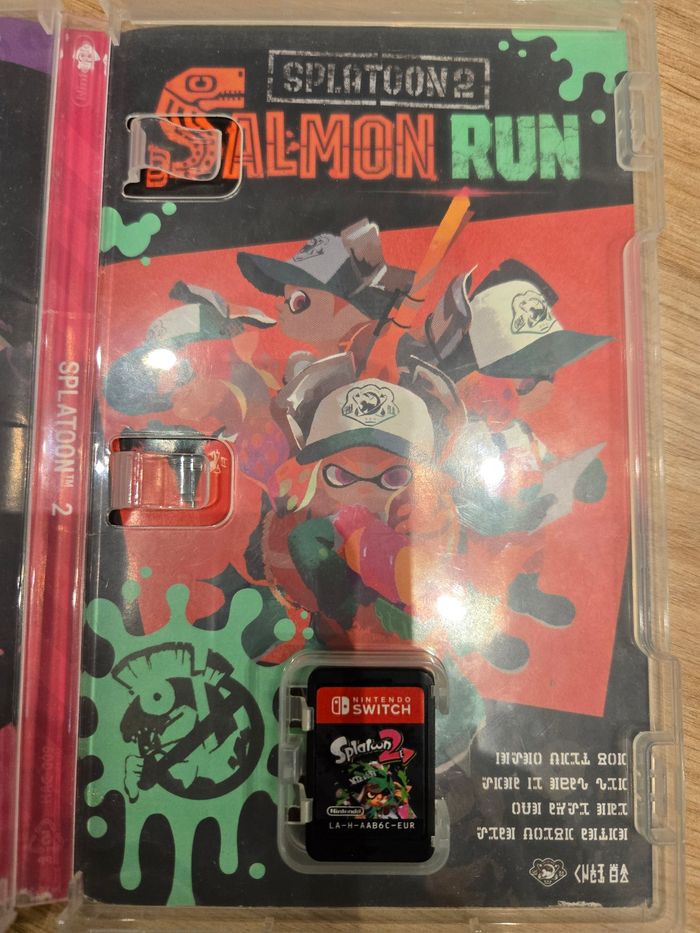 SPLATOON 2
SALMON RUN
SPLATOON™ 2
NINTENDO
SWITCH
Splatoon 2
Nintendo
LA-H-AAB6C-EUR